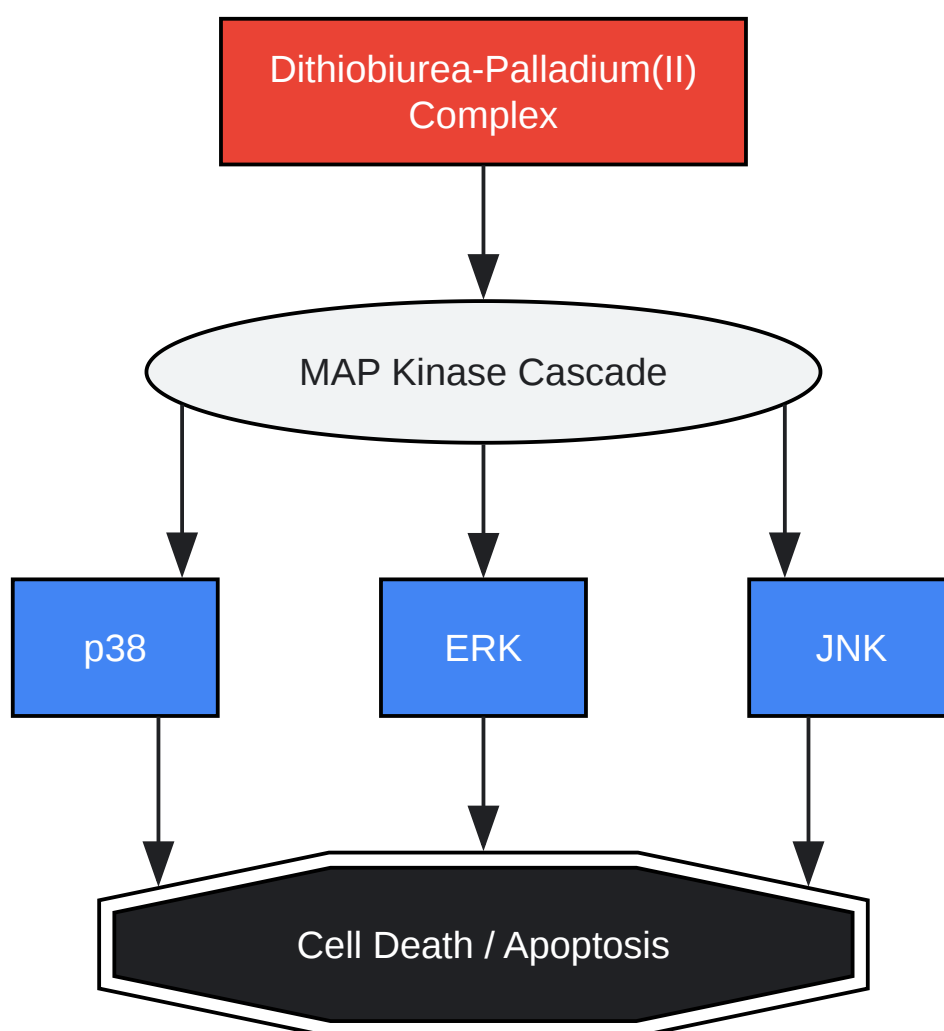 Dithiobiurea-Palladium(II)
Complex
MAP Kinase Cascade
p38
ERK
JNK
Cell Death / Apoptosis